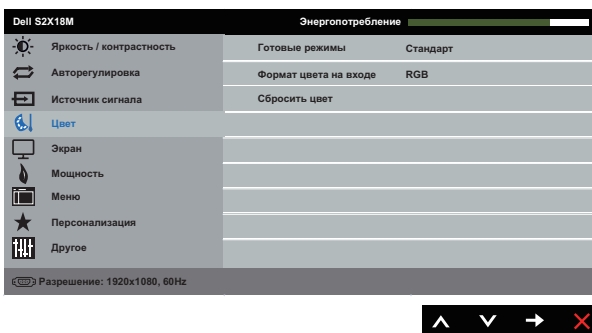 Dell S2X18M Энергопотребление
Яркость / контрастность
Авторегулировка
Источник сигнала
Цвет
Экран
Мощность
Меню
Персонализация
Другое
Готовые режимы Стандарт
Формат цвета на входе RGB
Сбросить цвет
Разрешение: 1920x1080, 60Hz